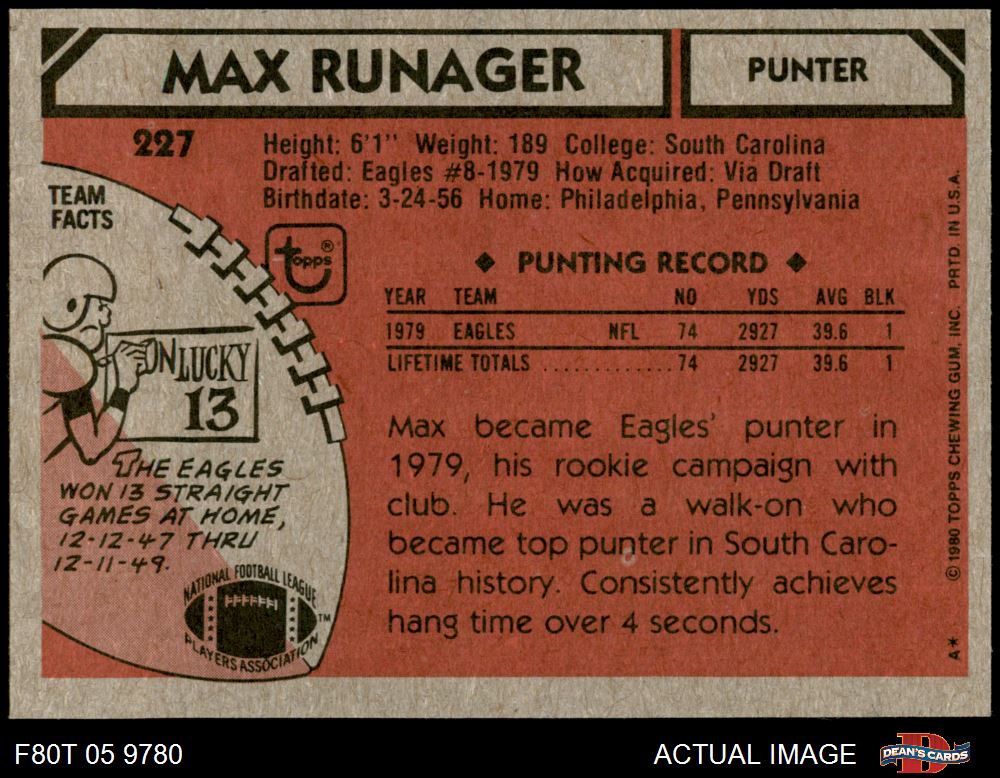 MAX RUNAGER
PUNTER
227
Height: 6'1" Weight: 189 College: South Carolina
Drafted: Eagles #8-1979 How Acquired: Via Draft
Birthdate: 3-24-56 Home: Philadelphia, Pennsylvania
TEAM
FACTS
topps®
◆ PUNTING RECORD ◆
YEAR TEAM NO YDS AVG BLK
1979 EAGLES NFL 74 2927 39.6 1
LIFETIME TOTALS ............. 74 2927 39.6 1
UNLUCKY
13
THE EAGLES
WON 13 STRAIGHT
GAMES AT HOME,
12-12-47 THRU
12-11-49.
NATIONAL FOOTBALL LEAGUE
PLAYERS ASSOCIATION
TM
Max became Eagles' punter in
1979, his rookie campaign with
club. He was a walk-on who
became top punter in South Caro-
lina history. Consistently achieves
hang time over 4 seconds.
A* © 1980 TOPPS CHEWING GUM, INC. PRTD. IN U.S.A.
F80T 05 9780
ACTUAL IMAGE
D
DEAN'S CARDS